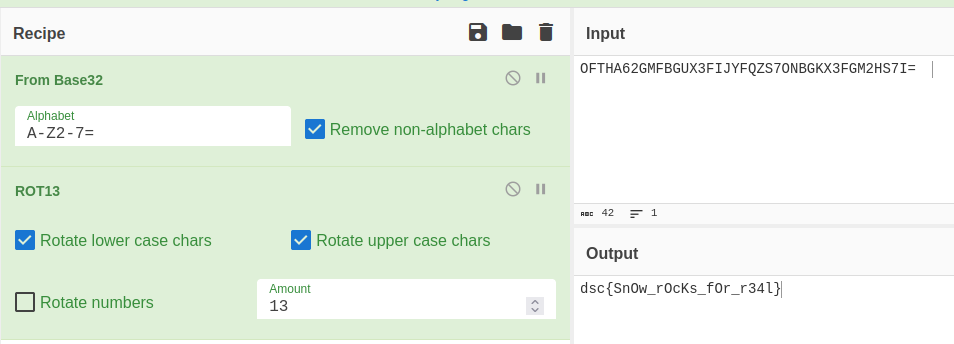 Recipe
From Base32
Alphabet
A-Z2-7=
Remove non-alphabet chars
ROT13
Rotate lower case chars
Rotate upper case chars
Rotate numbers
Amount
13
Input
OFTHA62GMFBGUX3FIJYFQZS7ONBGKX3FGM2HS7I=
ABC 42
1
Output
dsc{SnOw_rOcKs_fOr_r34l}